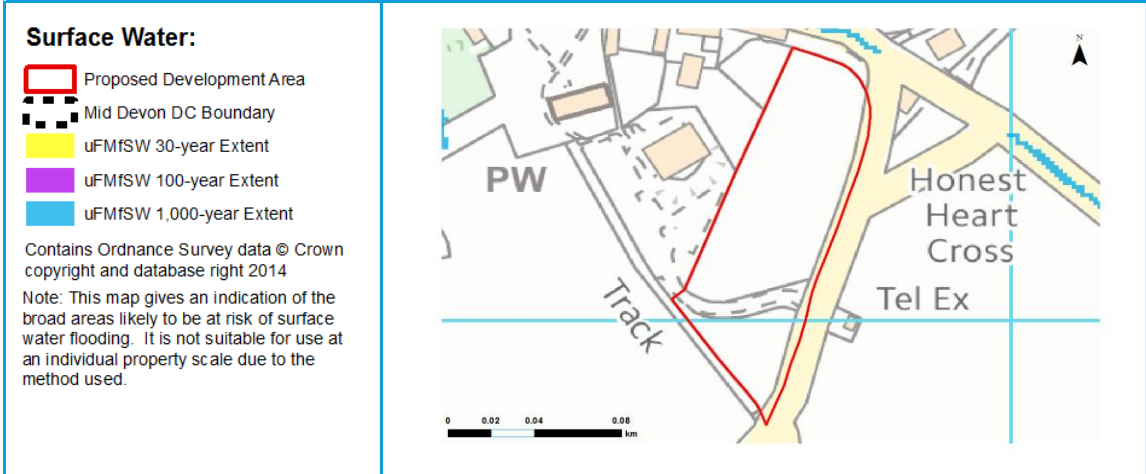 Surface Water:
Proposed Development Area
Mid Devon DC Boundary
uFMfSW 30-year Extent
uFMfSW 100-year Extent
uFMfSW 1,000-year Extent
Contains Ordnance Survey data © Crown
copyright and database right 2014
Note: This map gives an indication of the
broad areas likely to be at risk of surface
water flooding. It is not suitable for use at
an individual property scale due to the
method used.
N
PW
Honest
Heart
Cross
Tel Ex
Track
0 0.02 0.04 0.08
km